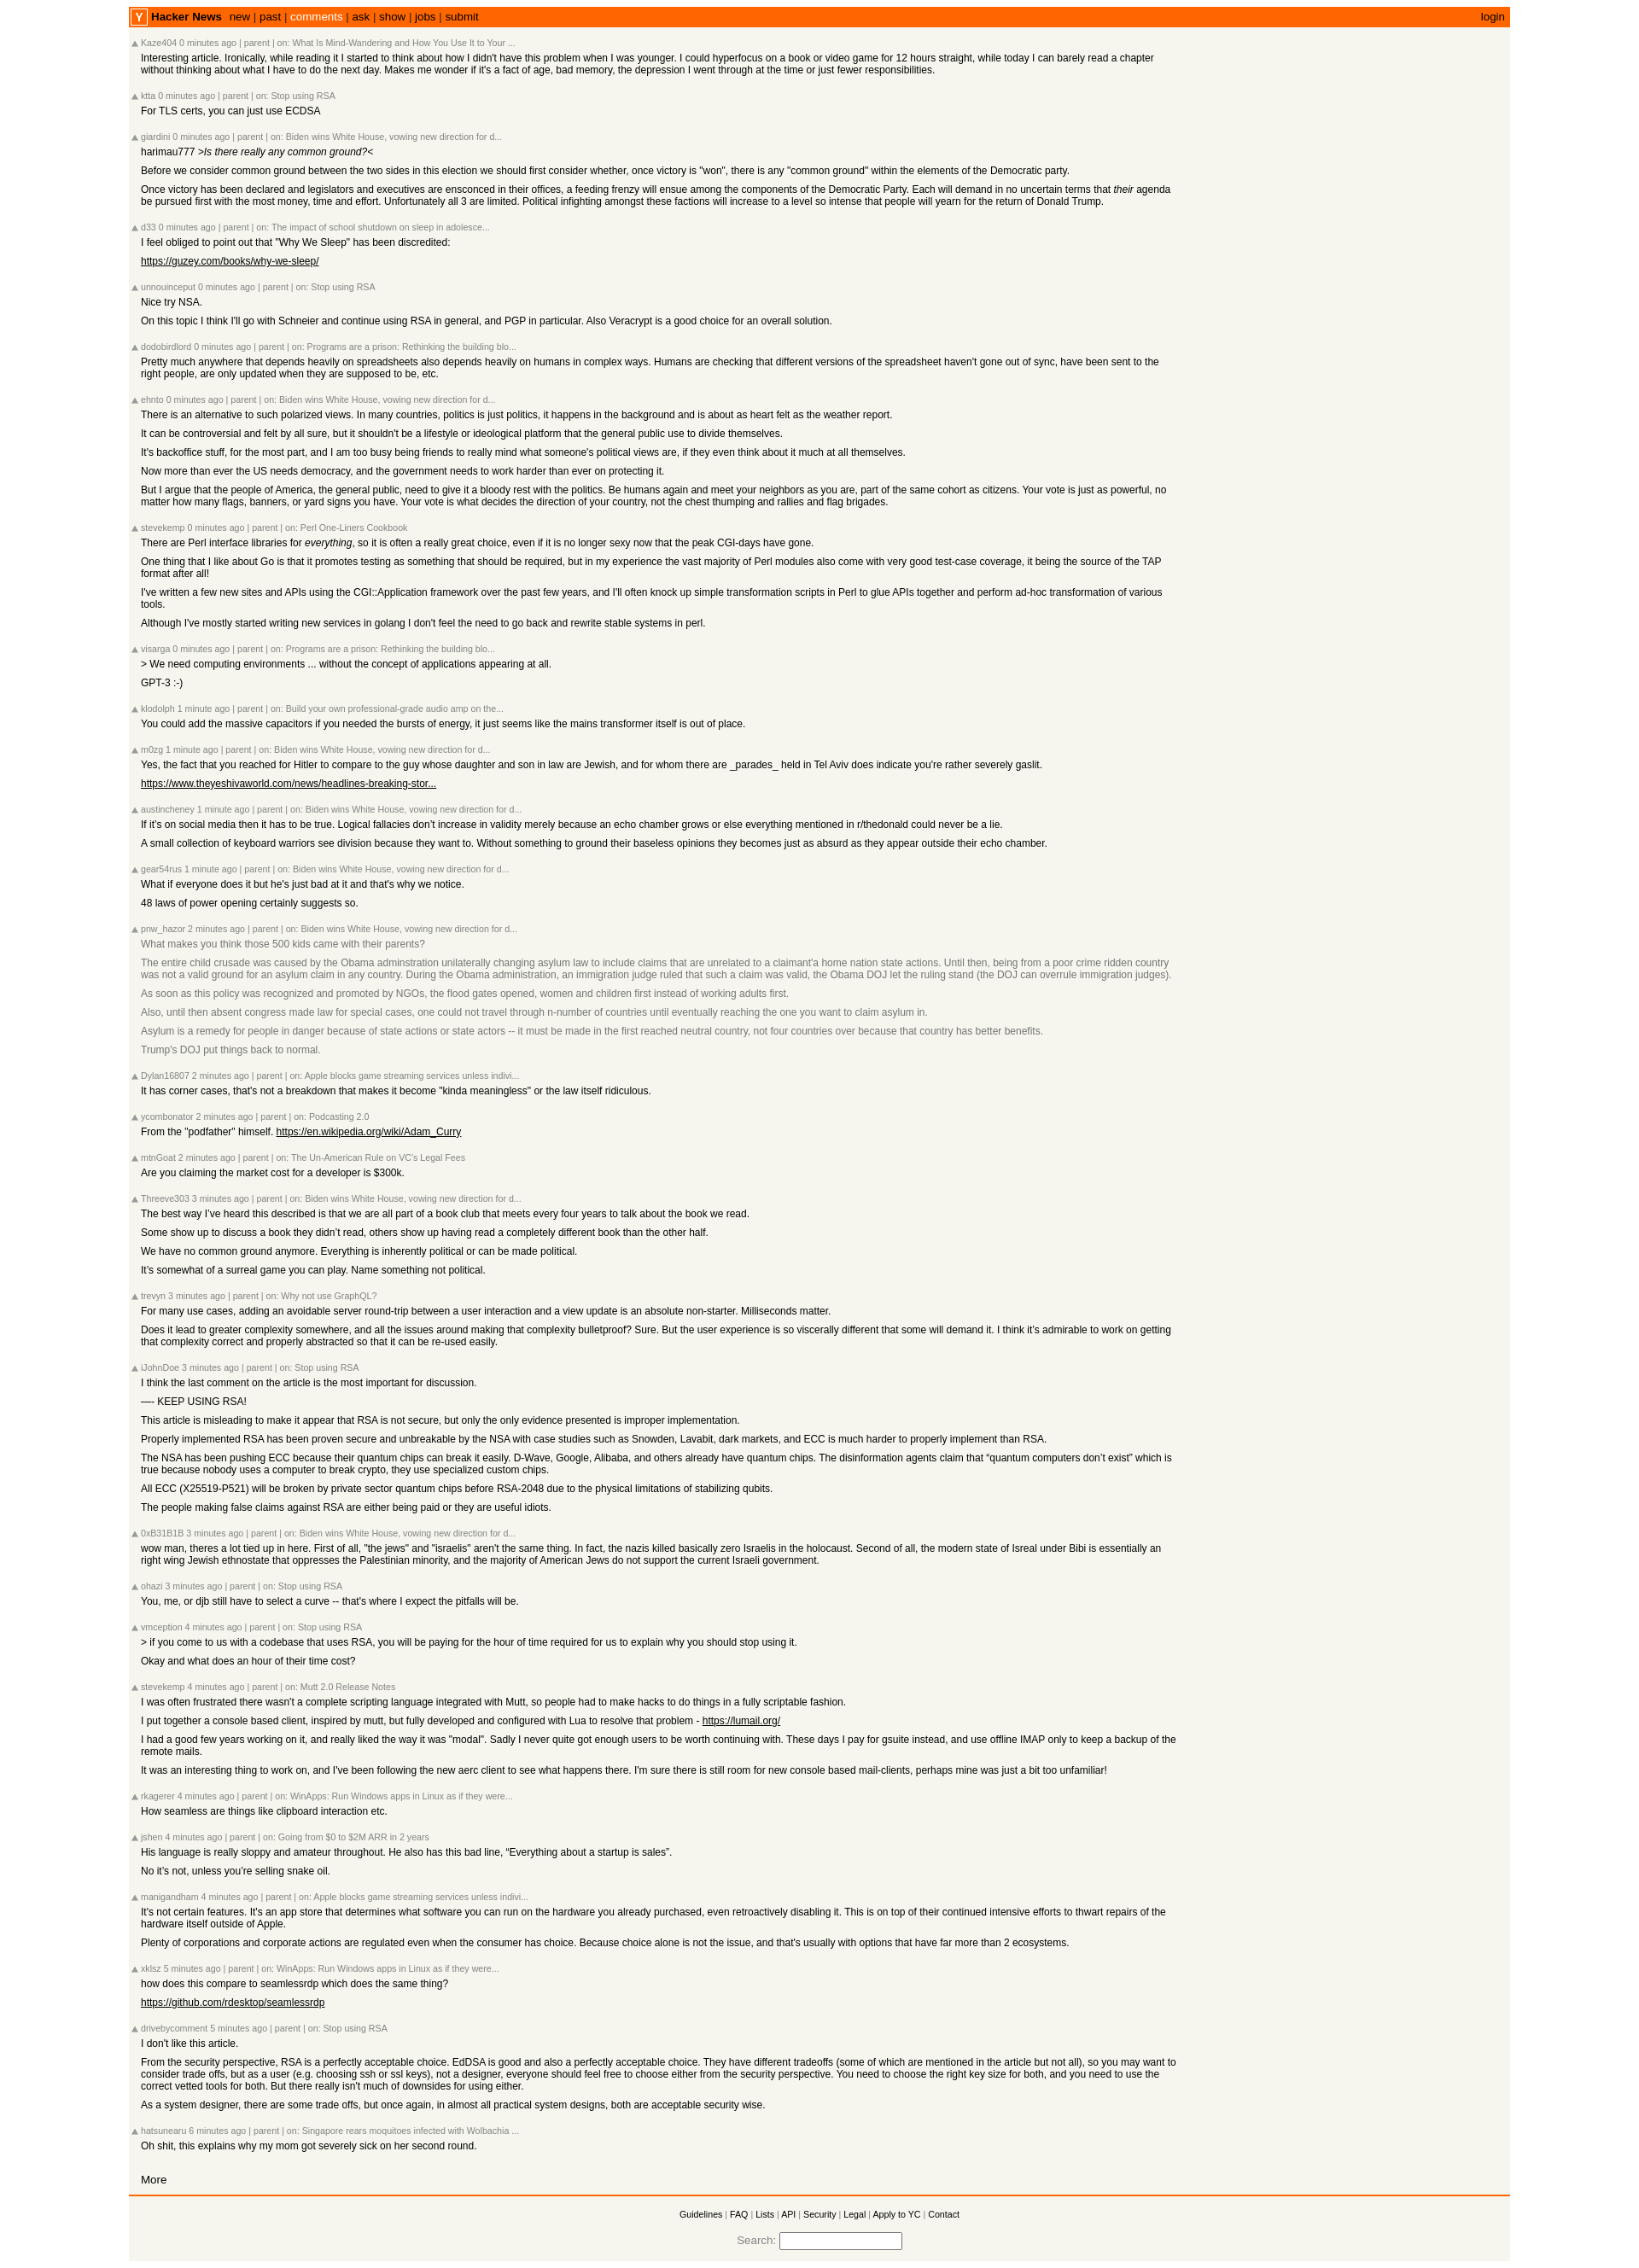 Y Hacker News new | past | comments | ask | show | jobs | submit login
Kaze404 0 minutes ago | parent | on: What Is Mind-Wandering and How You Use It to Your ...
Interesting article. Ironically, while reading it I started to think about how I didn't have this problem when I was younger. I could hyperfocus on a book or video game for 12 hours straight, while today I can barely read a chapter
without thinking about what I have to do the next day. Makes me wonder if it's a fact of age, bad memory, the depression I went through at the time or just fewer responsibilities.
ktta 0 minutes ago | parent | on: Stop using RSA
For TLS certs, you can just use ECDSA
giardini 0 minutes ago | parent | on: Biden wins White House, vowing new direction for d...
harimau777 >Is there really any common ground?<
Before we consider common ground between the two sides in this election we should first consider whether, once victory is "won", there is any "common ground" within the elements of the Democratic party.
Once victory has been declared and legislators and executives are ensconced in their offices, a feeding frenzy will ensue among the components of the Democratic Party. Each will demand in no uncertain terms that their agenda
be pursued first with the most money, time and effort. Unfortunately all 3 are limited. Political infighting amongst these factions will increase to a level so intense that people will yearn for the return of Donald Trump.
d33 0 minutes ago | parent | on: The impact of school shutdown on sleep in adolesce...
I feel obliged to point out that "Why We Sleep" has been discredited:
https://guzey.com/books/why-we-sleep/
unnouinceput 0 minutes ago | parent | on: Stop using RSA
Nice try NSA.
On this topic I think I'll go with Schneier and continue using RSA in general, and PGP in particular. Also Veracrypt is a good choice for an overall solution.
dodobirdlord 0 minutes ago | parent | on: Programs are a prison: Rethinking the building blo...
Pretty much anywhere that depends heavily on spreadsheets also depends heavily on humans in complex ways. Humans are checking that different versions of the spreadsheet haven't gone out of sync, have been sent to the
right people, are only updated when they are supposed to be, etc.
ehnto 0 minutes ago | parent | on: Biden wins White House, vowing new direction for d...
There is an alternative to such polarized views. In many countries, politics is just politics, it happens in the background and is about as heart felt as the weather report.
It can be controversial and felt by all sure, but it shouldn't be a lifestyle or ideological platform that the general public use to divide themselves.
It's backoffice stuff, for the most part, and I am too busy being friends to really mind what someone's political views are, if they even think about it much at all themselves.
Now more than ever the US needs democracy, and the government needs to work harder than ever on protecting it.
But I argue that the people of America, the general public, need to give it a bloody rest with the politics. Be humans again and meet your neighbors as you are, part of the same cohort as citizens. Your vote is just as powerful, no
matter how many flags, banners, or yard signs you have. Your vote is what decides the direction of your country, not the chest thumping and rallies and flag brigades.
stevekemp 0 minutes ago | parent | on: Perl One-Liners Cookbook
There are Perl interface libraries for everything, so it is often a really great choice, even if it is no longer sexy now that the peak CGI-days have gone.
One thing that I like about Go is that it promotes testing as something that should be required, but in my experience the vast majority of Perl modules also come with very good test-case coverage, it being the source of the TAP
format after all!
I've written a few new sites and APIs using the CGI::Application framework over the past few years, and I'll often knock up simple transformation scripts in Perl to glue APIs together and perform ad-hoc transformation of various
tools.
Although I've mostly started writing new services in golang I don't feel the need to go back and rewrite stable systems in perl.
visarga 0 minutes ago | parent | on: Programs are a prison: Rethinking the building blo...
> We need computing environments ... without the concept of applications appearing at all.
GPT-3 :-)
klodolph 1 minute ago | parent | on: Build your own professional-grade audio amp on the...
You could add the massive capacitors if you needed the bursts of energy, it just seems like the mains transformer itself is out of place.
m0zg 1 minute ago | parent | on: Biden wins White House, vowing new direction for d...
Yes, the fact that you reached for Hitler to compare to the guy whose daughter and son in law are Jewish, and for whom there are _parades_ held in Tel Aviv does indicate you're rather severely gaslit.
https://www.theyeshivaworld.com/news/headlines-breaking-stor...
austincheney 1 minute ago | parent | on: Biden wins White House, vowing new direction for d...
If it's on social media then it has to be true. Logical fallacies don't increase in validity merely because an echo chamber grows or else everything mentioned in r/thedonald could never be a lie.
A small collection of keyboard warriors see division because they want to. Without something to ground their baseless opinions they becomes just as absurd as they appear outside their echo chamber.
gear54rus 1 minute ago | parent | on: Biden wins White House, vowing new direction for d...
What if everyone does it but he's just bad at it and that's why we notice.
48 laws of power opening certainly suggests so.
pnw_hazor 2 minutes ago | parent | on: Biden wins White House, vowing new direction for d...
What makes you think those 500 kids came with their parents?
The entire child crusade was caused by the Obama adminstration unilaterally changing asylum law to include claims that are unrelated to a claimant'a home nation state actions. Until then, being from a poor crime ridden country
was not a valid ground for an asylum claim in any country. During the Obama administration, an immigration judge ruled that such a claim was valid, the Obama DOJ let the ruling stand (the DOJ can overrule immigration judges).
As soon as this policy was recognized and promoted by NGOs, the flood gates opened, women and children first instead of working adults first.
Also, until then absent congress made law for special cases, one could not travel through n-number of countries until eventually reaching the one you want to claim asylum in.
Asylum is a remedy for people in danger because of state actions or state actors -- it must be made in the first reached neutral country, not four countries over because that country has better benefits.
Trump's DOJ put things back to normal.
Dylan16807 2 minutes ago | parent | on: Apple blocks game streaming services unless indivi...
It has corner cases, that's not a breakdown that makes it become "kinda meaningless" or the law itself ridiculous.
ycombonator 2 minutes ago | parent | on: Podcasting 2.0
From the "podfather" himself. https://en.wikipedia.org/wiki/Adam_Curry
mtnGoat 2 minutes ago | parent | on: The Un-American Rule on VC's Legal Fees
Are you claiming the market cost for a developer is $300k.
Threeve303 3 minutes ago | parent | on: Biden wins White House, vowing new direction for d...
The best way I've heard this described is that we are all part of a book club that meets every four years to talk about the book we read.
Some show up to discuss a book they didn't read, others show up having read a completely different book than the other half.
We have no common ground anymore. Everything is inherently political or can be made political.
It's somewhat of a surreal game you can play. Name something not political.
trevyn 3 minutes ago | parent | on: Why not use GraphQL?
For many use cases, adding an avoidable server round-trip between a user interaction and a view update is an absolute non-starter. Milliseconds matter.
Does it lead to greater complexity somewhere, and all the issues around making that complexity bulletproof? Sure. But the user experience is so viscerally different that some will demand it. I think it's admirable to work on getting
that complexity correct and properly abstracted so that it can be re-used easily.
iJohnDoe 3 minutes ago | parent | on: Stop using RSA
I think the last comment on the article is the most important for discussion.
—- KEEP USING RSA!
This article is misleading to make it appear that RSA is not secure, but only the only evidence presented is improper implementation.
Properly implemented RSA has been proven secure and unbreakable by the NSA with case studies such as Snowden, Lavabit, dark markets, and ECC is much harder to properly implement than RSA.
The NSA has been pushing ECC because their quantum chips can break it easily. D-Wave, Google, Alibaba, and others already have quantum chips. The disinformation agents claim that “quantum computers don't exist” which is
true because nobody uses a computer to break crypto, they use specialized custom chips.
All ECC (X25519-P521) will be broken by private sector quantum chips before RSA-2048 due to the physical limitations of stabilizing qubits.
The people making false claims against RSA are either being paid or they are useful idiots.
0xB31B1B 3 minutes ago | parent | on: Biden wins White House, vowing new direction for d...
wow man, theres a lot tied up in here. First of all, "the jews" and "israelis" aren't the same thing. In fact, the nazis killed basically zero Israelis in the holocaust. Second of all, the modern state of Isreal under Bibi is essentially an
right wing Jewish ethnostate that oppresses the Palestinian minority, and the majority of American Jews do not support the current Israeli government.
ohazi 3 minutes ago | parent | on: Stop using RSA
You, me, or djb still have to select a curve -- that's where I expect the pitfalls will be.
vmception 4 minutes ago | parent | on: Stop using RSA
> if you come to us with a codebase that uses RSA, you will be paying for the hour of time required for us to explain why you should stop using it.
Okay and what does an hour of their time cost?
stevekemp 4 minutes ago | parent | on: Mutt 2.0 Release Notes
I was often frustrated there wasn't a complete scripting language integrated with Mutt, so people had to make hacks to do things in a fully scriptable fashion.
I put together a console based client, inspired by mutt, but fully developed and configured with Lua to resolve that problem - https://lumail.org/
I had a good few years working on it, and really liked the way it was "modal". Sadly I never quite got enough users to be worth continuing with. These days I pay for gsuite instead, and use offline IMAP only to keep a backup of the
remote mails.
It was an interesting thing to work on, and I've been following the new aerc client to see what happens there. I'm sure there is still room for new console based mail-clients, perhaps mine was just a bit too unfamiliar!
rkagerer 4 minutes ago | parent | on: WinApps: Run Windows apps in Linux as if they were...
How seamless are things like clipboard interaction etc.
jshen 4 minutes ago | parent | on: Going from $0 to $2M ARR in 2 years
His language is really sloppy and amateur throughout. He also has this bad line, “Everything about a startup is sales”.
No it's not, unless you're selling snake oil.
manigandham 4 minutes ago | parent | on: Apple blocks game streaming services unless indivi...
It's not certain features. It's an app store that determines what software you can run on the hardware you already purchased, even retroactively disabling it. This is on top of their continued intensive efforts to thwart repairs of the
hardware itself outside of Apple.
Plenty of corporations and corporate actions are regulated even when the consumer has choice. Because choice alone is not the issue, and that's usually with options that have far more than 2 ecosystems.
xklsz 5 minutes ago | parent | on: WinApps: Run Windows apps in Linux as if they were...
how does this compare to seamlessrdp which does the same thing?
https://github.com/rdesktop/seamlessrdp
drivebycomment 5 minutes ago | parent | on: Stop using RSA
I don't like this article.
From the security perspective, RSA is a perfectly acceptable choice. EdDSA is good and also a perfectly acceptable choice. They have different tradeoffs (some of which are mentioned in the article but not all), so you may want to
consider trade offs, but as a user (e.g. choosing ssh or ssl keys), not a designer, everyone should feel free to choose either from the security perspective. You need to choose the right key size for both, and you need to use the
correct vetted tools for both. But there really isn't much of downsides for using either.
As a system designer, there are some trade offs, but once again, in almost all practical system designs, both are acceptable security wise.
hatsunearu 6 minutes ago | parent | on: Singapore rears moquitoes infected with Wolbachia ...
Oh shit, this explains why my mom got severely sick on her second round.
More
Guidelines | FAQ | Lists | API | Security | Legal | Apply to YC | Contact
Search: